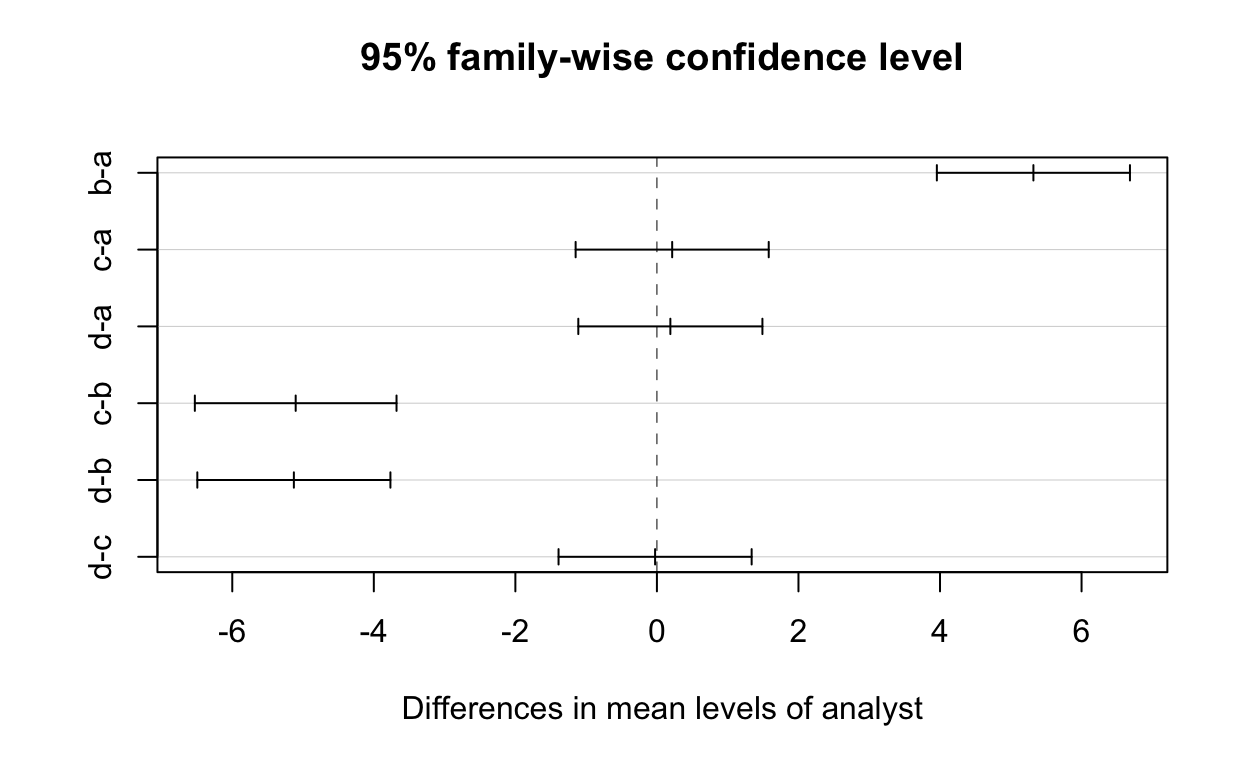 95% family-wise confidence level
b-a
c-a
d-a
c-b
d-b
d-c
-6 -4 -2 0 2 4 6
Differences in mean levels of analyst